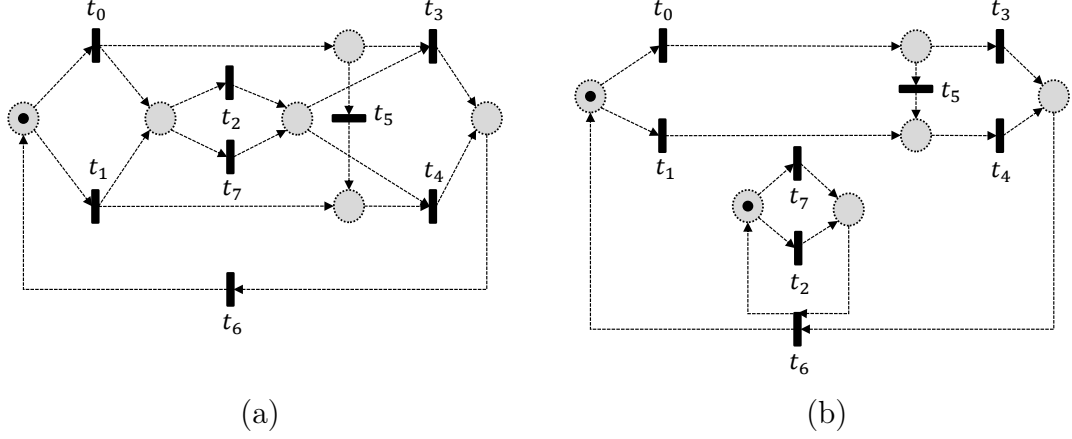 t₀ t₃
t₂ t₅
t₁ t₇ t₄
t₆
(a)
t₀ t₃
t₅
t₁ t₇ t₄
t₂
t₆
(b)